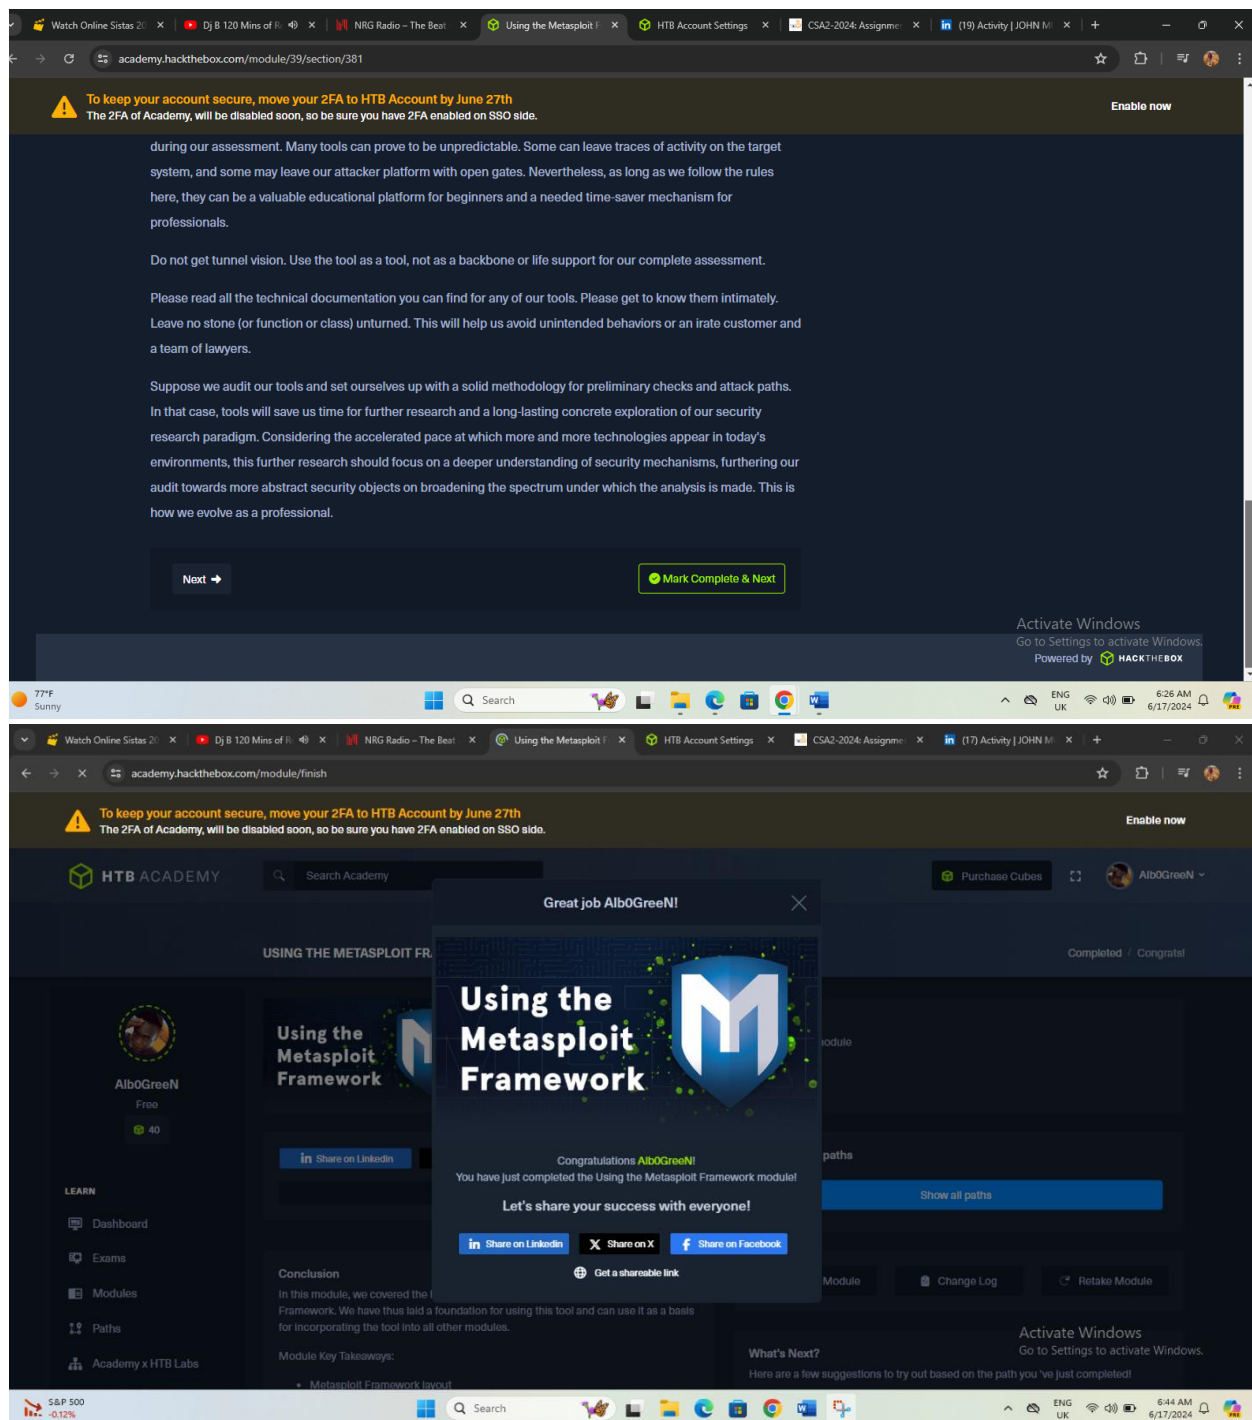 Watch Online Sistas 20
Dj B 120 Mins of R
NRG Radio – The Beat
Using the Metasploit F
HTB Account Settings
CSA2-2024: Assignmen
(19) Activity | JOHN M
academy.hackthebox.com/module/39/section/381
To keep your account secure, move your 2FA to HTB Account by June 27th
The 2FA of Academy, will be disabled soon, so be sure you have 2FA enabled on SSO side.
Enable now
during our assessment. Many tools can prove to be unpredictable. Some can leave traces of activity on the target
system, and some may leave our attacker platform with open gates. Nevertheless, as long as we follow the rules
here, they can be a valuable educational platform for beginners and a needed time-saver mechanism for
professionals.
Do not get tunnel vision. Use the tool as a tool, not as a backbone or life support for our complete assessment.
Please read all the technical documentation you can find for any of our tools. Please get to know them intimately.
Leave no stone (or function or class) unturned. This will help us avoid unintended behaviors or an irate customer and
a team of lawyers.
Suppose we audit our tools and set ourselves up with a solid methodology for preliminary checks and attack paths.
In that case, tools will save us time for further research and a long-lasting concrete exploration of our security
research paradigm. Considering the accelerated pace at which more and more technologies appear in today's
environments, this further research should focus on a deeper understanding of security mechanisms, furthering our
audit towards more abstract security objects on broadening the spectrum under which the analysis is made. This is
how we evolve as a professional.
Next
Mark Complete & Next
Activate Windows
Go to Settings to activate Windows.
Powered by HACKTHEBOX
77°F
Sunny
Search
ENG
UK
6:26 AM
6/17/2024
PRE
Watch Online Sistas 20
Dj B 120 Mins of R
NRG Radio – The Beat
Using the Metasploit F
HTB Account Settings
CSA2-2024: Assignmen
(17) Activity | JOHN M
academy.hackthebox.com/module/finish
To keep your account secure, move your 2FA to HTB Account by June 27th
The 2FA of Academy, will be disabled soon, so be sure you have 2FA enabled on SSO side.
Enable now
HTB ACADEMY
Search Academy
Purchase Cubes
Alb0GreeN
Great job Alb0GreeN!
USING THE METASPLOIT FR
Completed / Congrats!
Using the
Metasploit
Framework
Using the
Metasploit
Framework
odule
Alb0GreeN
Free
40
Share on Linkedin
Congratulations Alb0GreeN!
You have just completed the Using the Metasploit Framework module!
Let's share your success with everyone!
paths
Show all paths
LEARN
Dashboard
Exams
Modules
Paths
Academy x HTB Labs
Share on Linkedin
Share on X
Share on Facebook
Get a shareable link
Conclusion
In this module, we covered the
Framework. We have thus laid a foundation for using this tool and can use it as a basis
for incorporating the tool into all other modules.
Module Key Takeaways:
Metasploit Framework layout
Module
Change Log
Retake Module
What's Next?
Here are a few suggestions to try out based on the path you 've just completed!
Activate Windows
Go to Settings to activate Windows.
S&P 500
-0.12%
Search
ENG
UK
6:44 AM
6/17/2024
PRE